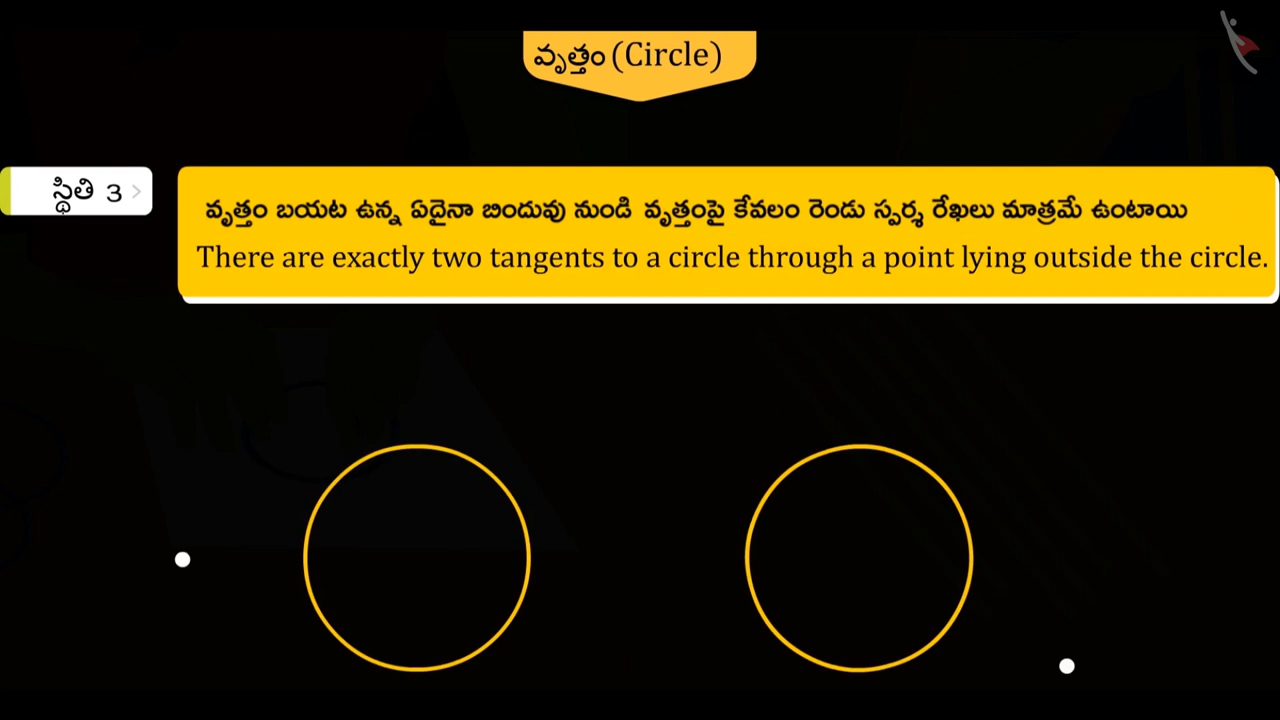 వృత్తం (Circle)
స్థితి 3
వృత్తం బయట ఉన్న ఏదైనా బిందువు నుండి వృత్తంపై కేవలం రెండు స్పర్శ రేఖలు మాత్రమే ఉంటాయి
There are exactly two tangents to a circle through a point lying outside the circle.